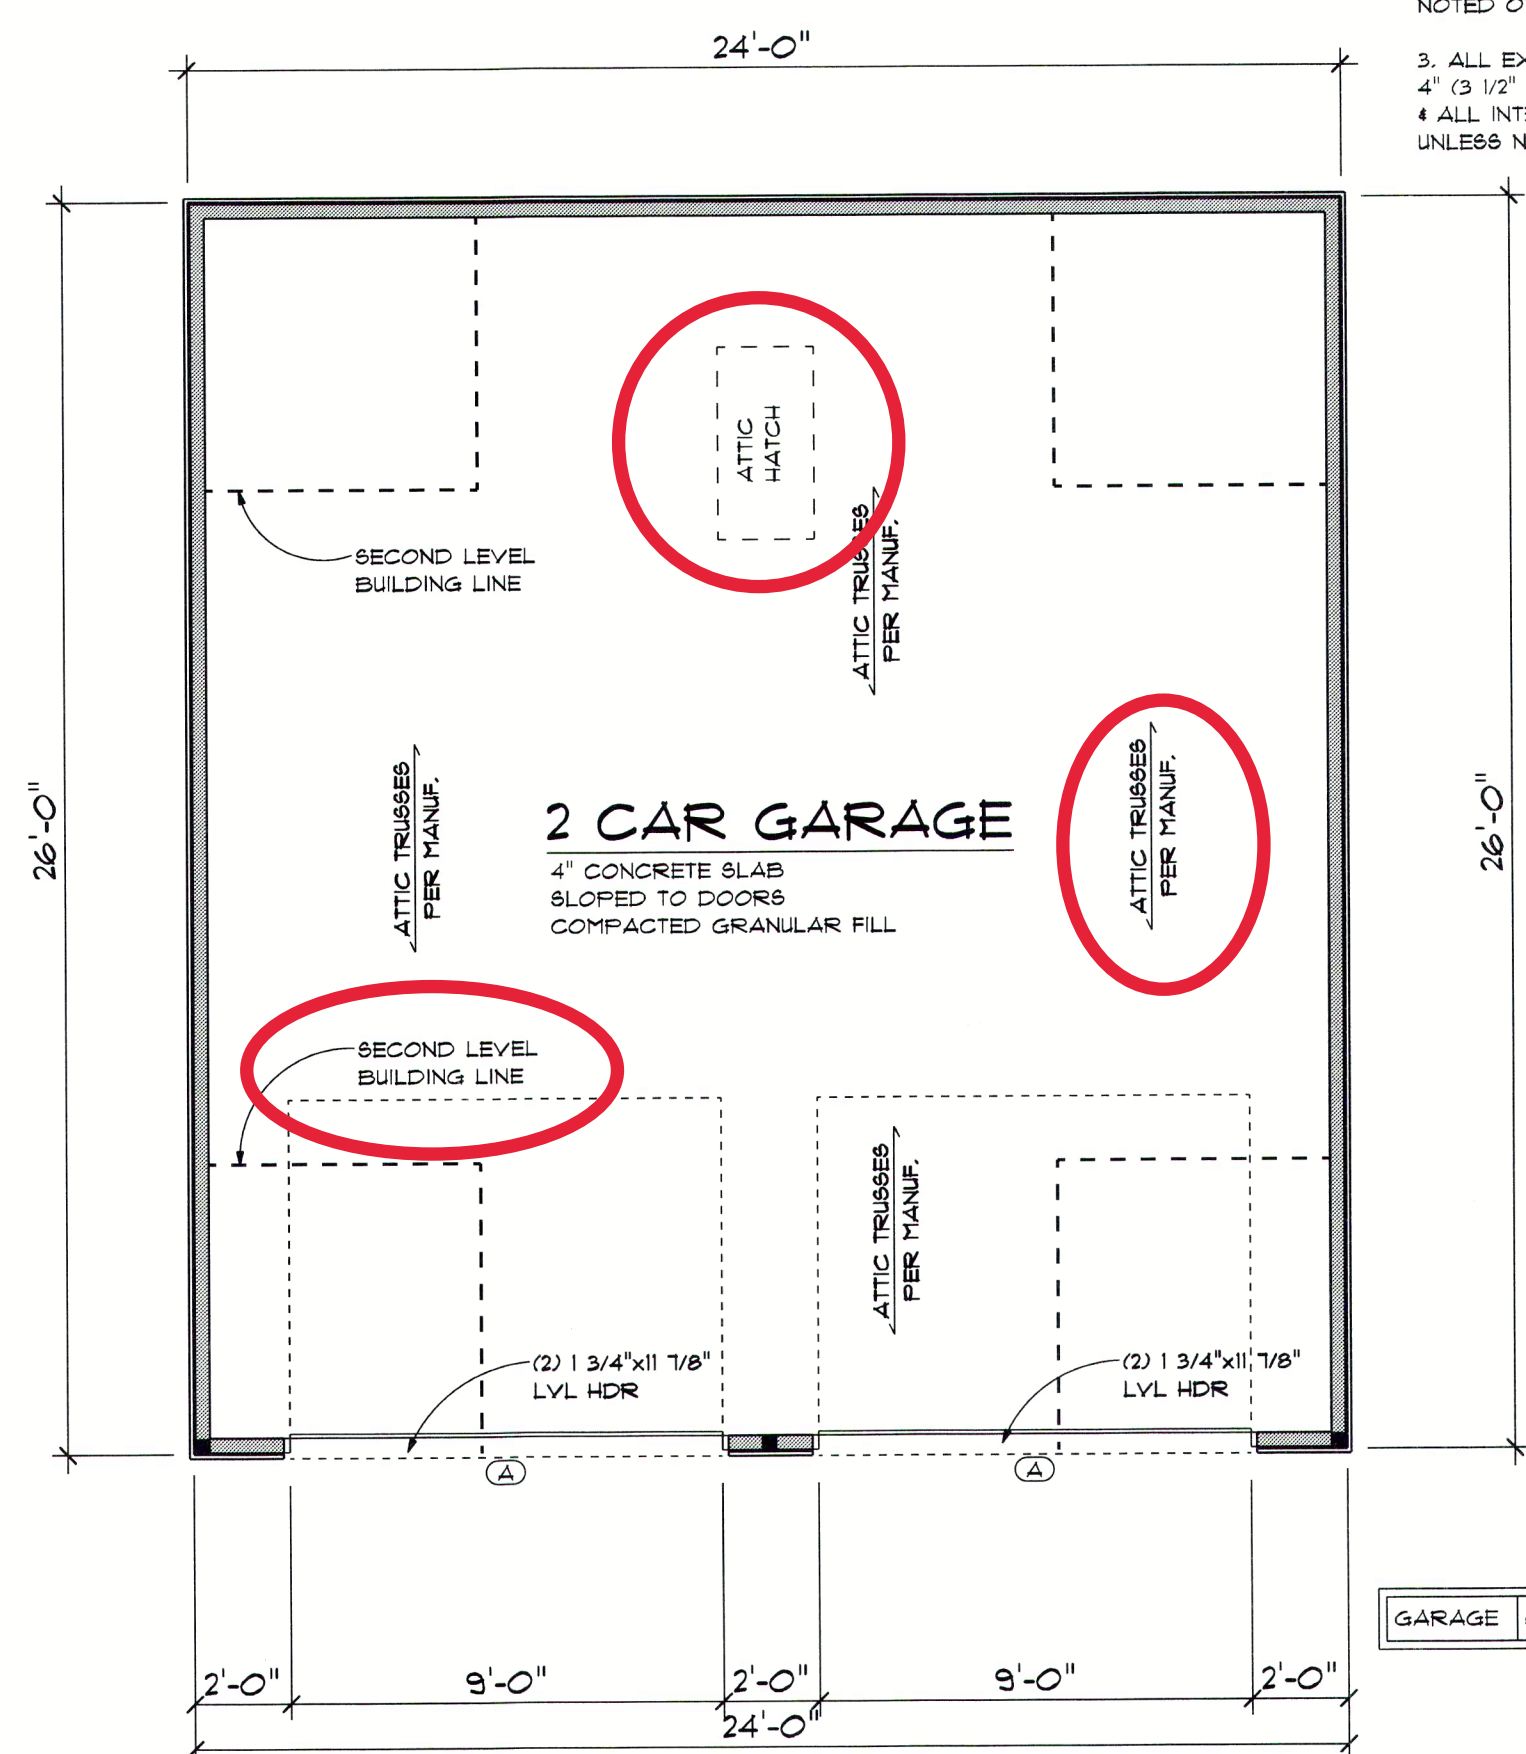 NOTED O
24'-0"
3. ALL EX
4" (3 1/2"
& ALL INT
UNLESS N
ATTIC
HATCH
SECOND LEVEL
BUILDING LINE
ATTIC TRUSSES
PER MANUF.
ATTIC TRUSSES
PER MANUF.
ATTIC TRUSSES
PER MANUF.
26'-0"
26'-0"
2 CAR GARAGE
4" CONCRETE SLAB
SLOPED TO DOORS
COMPACTED GRANULAR FILL
SECOND LEVEL
BUILDING LINE
ATTIC TRUSSES
PER MANUF.
(2) 1 3/4"x11 7/8"
LVL HDR
(2) 1 3/4"x11 7/8"
LVL HDR
A
A
GARAGE
2'-0"
9'-0"
2'-0"
9'-0"
2'-0"
24'-0"